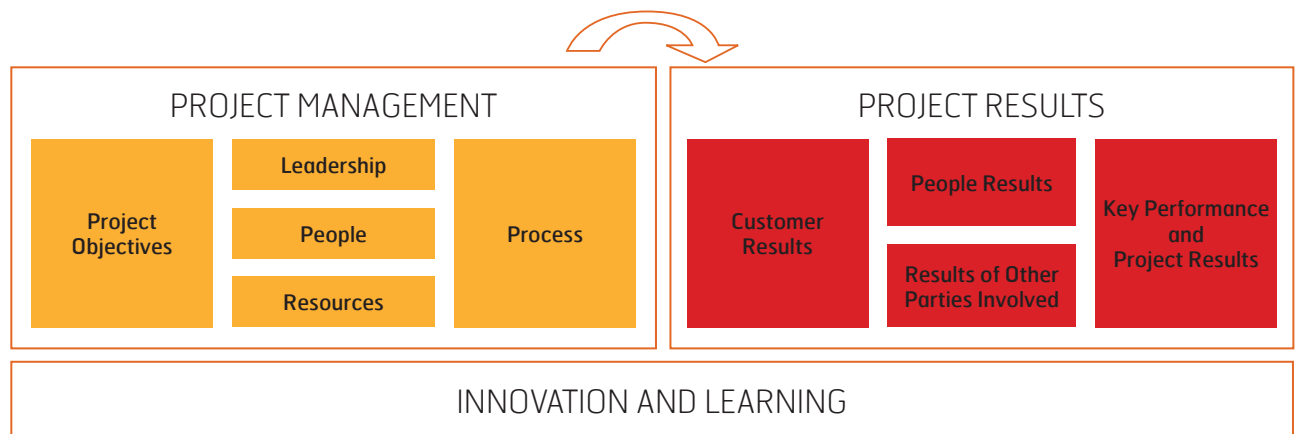 PROJECT MANAGEMENT
Project
Objectives
Leadership
People
Resources
Process
PROJECT RESULTS
Customer
Results
People Results
Results of Other
Parties Involved
Key Performance
and
Project Results
INNOVATION AND LEARNING